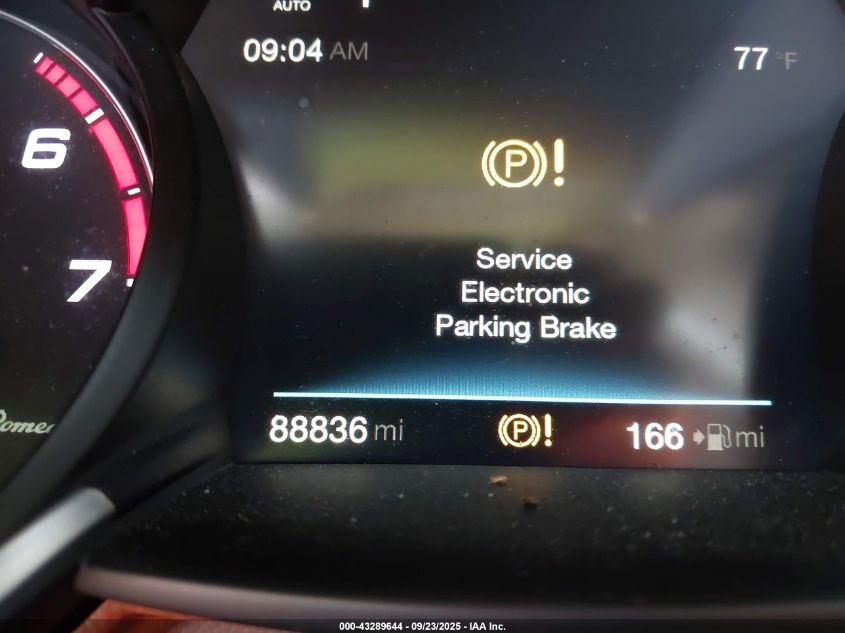 AUTO
09:04 AM
77 °F
6
7
P!
Service
Electronic
Parking Brake
Romeo
88836 mi
P!
166 mi
000-43289644 - 09/23/2025 - IAA Inc.